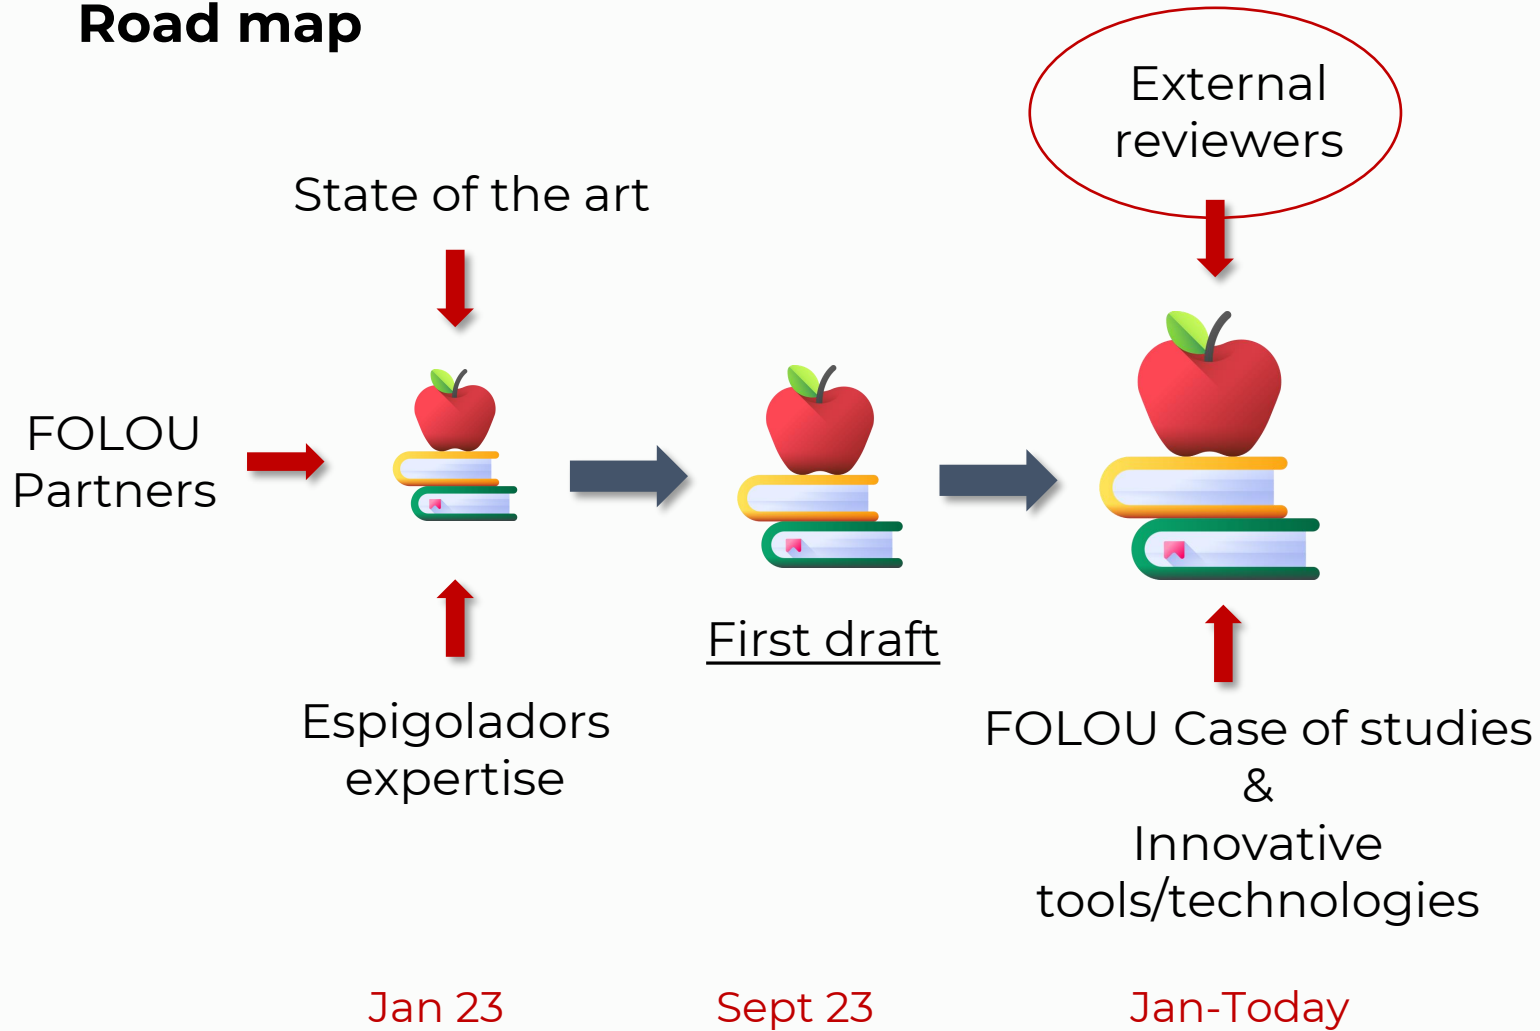 Road map
External
reviewers
State of the art
FOLOU
Partners
First draft
Espigoladors
expertise
FOLOU Case of studies
&
Innovative
tools/technologies
Jan 23
Sept 23
Jan-Today